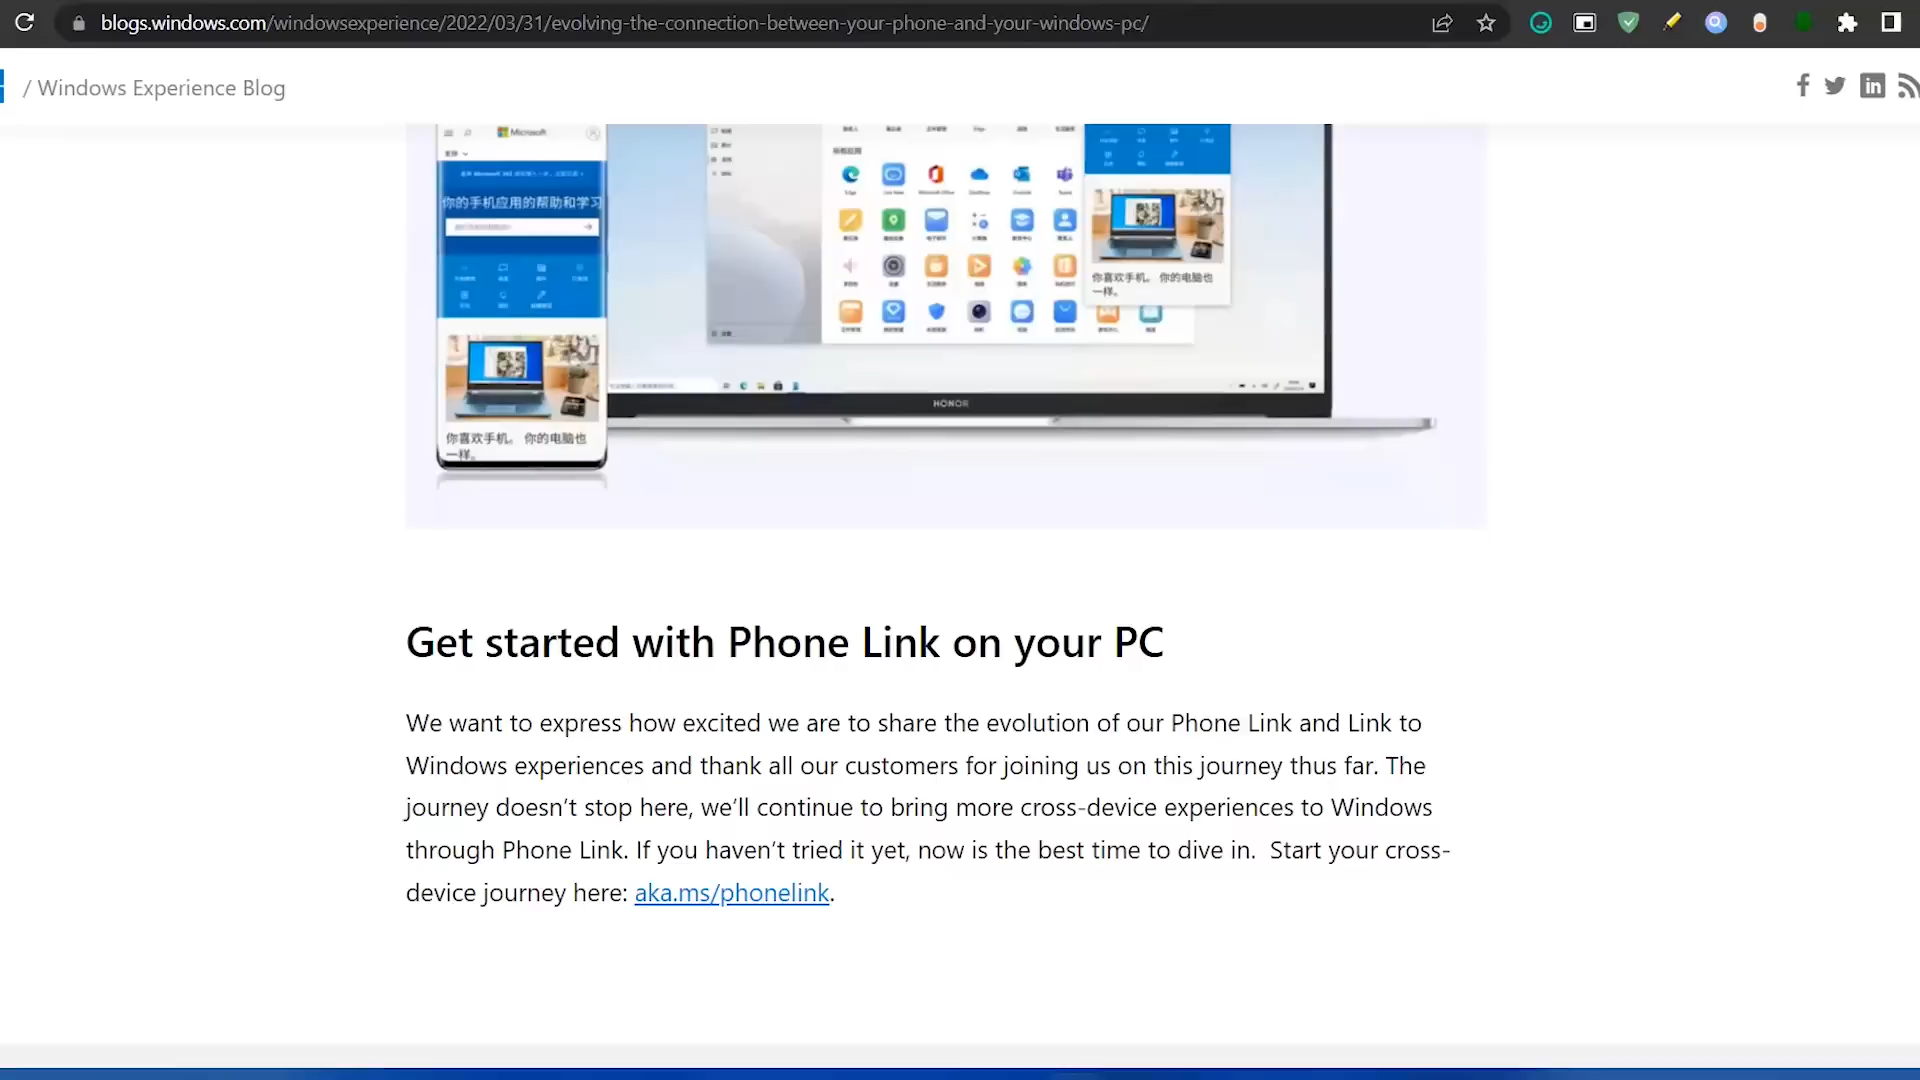 blogs.windows.com/windowsexperience/2022/03/31/evolving-the-connection-between-your-phone-and-your-windows-pc/
/ Windows Experience Blog
Microsoft
你的手机应用的帮助和学习
你喜欢手机。 你的电脑也
一样。
Edge
Microsoft Office
OneDrive
Outlook
Teams
你喜欢手机。 你的电脑也
一样。
HONOR
Get started with Phone Link on your PC
We want to express how excited we are to share the evolution of our Phone Link and Link to
Windows experiences and thank all our customers for joining us on this journey thus far. The
journey doesn’t stop here, we’ll continue to bring more cross-device experiences to Windows
through Phone Link. If you haven’t tried it yet, now is the best time to dive in.  Start your cross-
device journey here: aka.ms/phonelink.